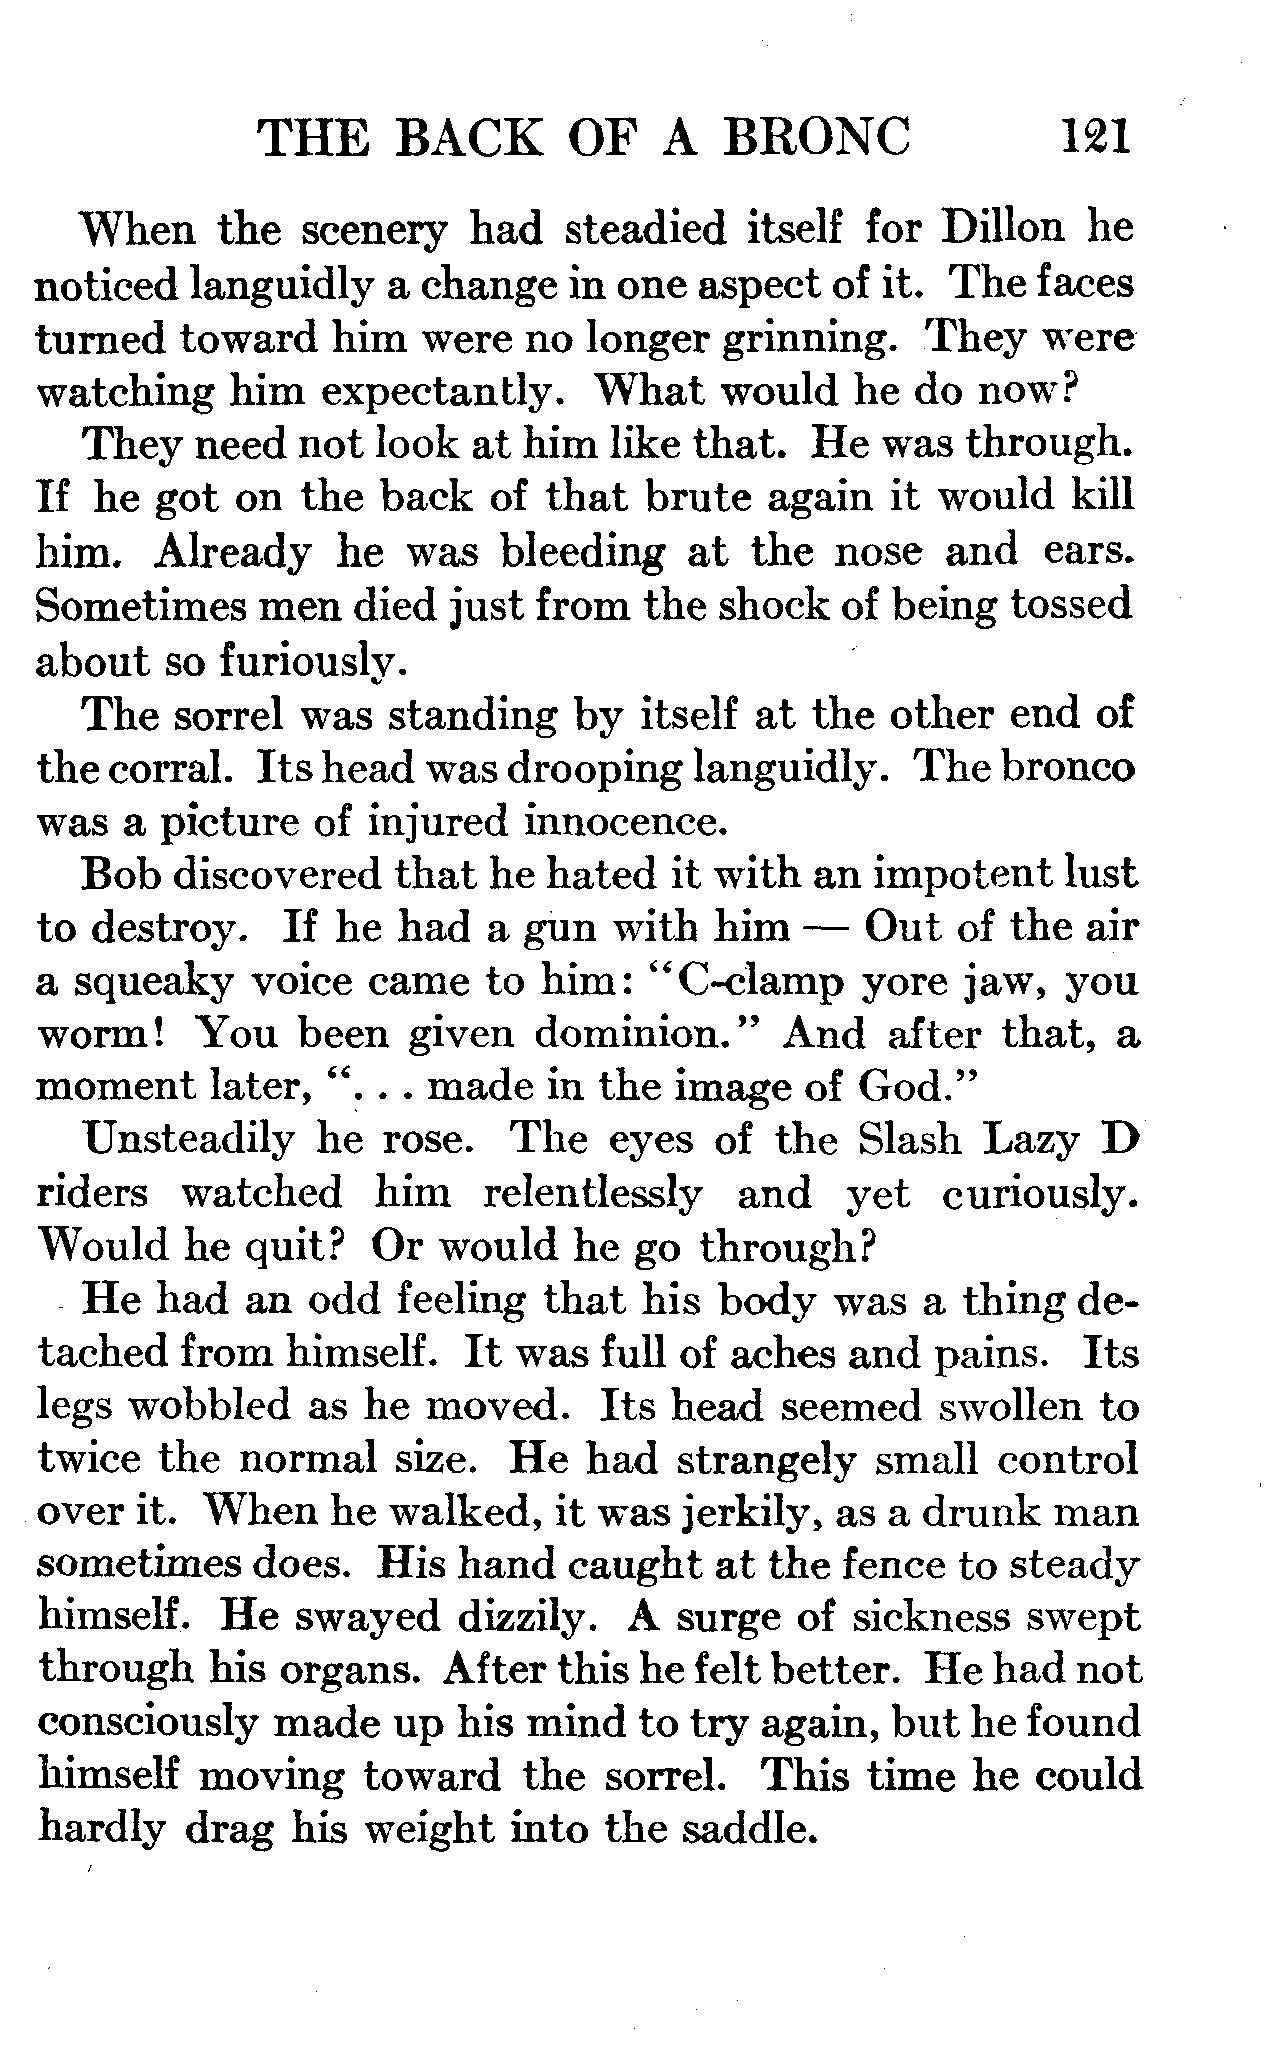 THE BACK OF A BRONC 121
When the scenery had steadied itself for Dillon he
noticed languidly a change in one aspect of it. The faces
turned toward him were no longer grinning. They were
watching him expectantly. What would he do now?
They need not look at him like that. He was through.
If he got on the back of that brute again it would kill
him. Already he was bleeding at the nose and ears.
Sometimes men died just from the shock of being tossed
about so furiously.
The sorrel was standing by itself at the other end of
the corral. Its head was drooping languidly. The bronco
was a picture of injured innocence.
Bob discovered that he hated it with an impotent lust
to destroy. If he had a gun with him — Out of the air
a squeaky voice came to him: "C-clamp yore jaw, you
worm! You been given dominion." And after that, a
moment later, ". . . made in the image of God."
Unsteadily he rose. The eyes of the Slash Lazy D
riders watched him relentlessly and yet curiously.
Would he quit? Or would he go through?
He had an odd feeling that his body was a thing de-
tached from himself. It was full of aches and pains. Its
legs wobbled as he moved. Its head seemed swollen to
twice the normal size. He had strangely small control
over it. When he walked, it was jerkily, as a drunk man
sometimes does. His hand caught at the fence to steady
himself. He swayed dizzily. A surge of sickness swept
through his organs. After this he felt better. He had not
consciously made up his mind to try again, but he found
himself moving toward the sorrel. This time he could
hardly drag his weight into the saddle.